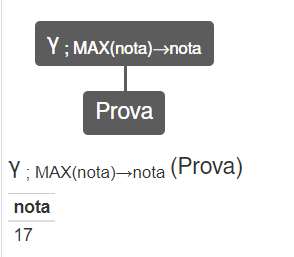 γ ; MAX(nota)→nota
Prova
γ ; MAX(nota)→nota (Prova)
nota
17